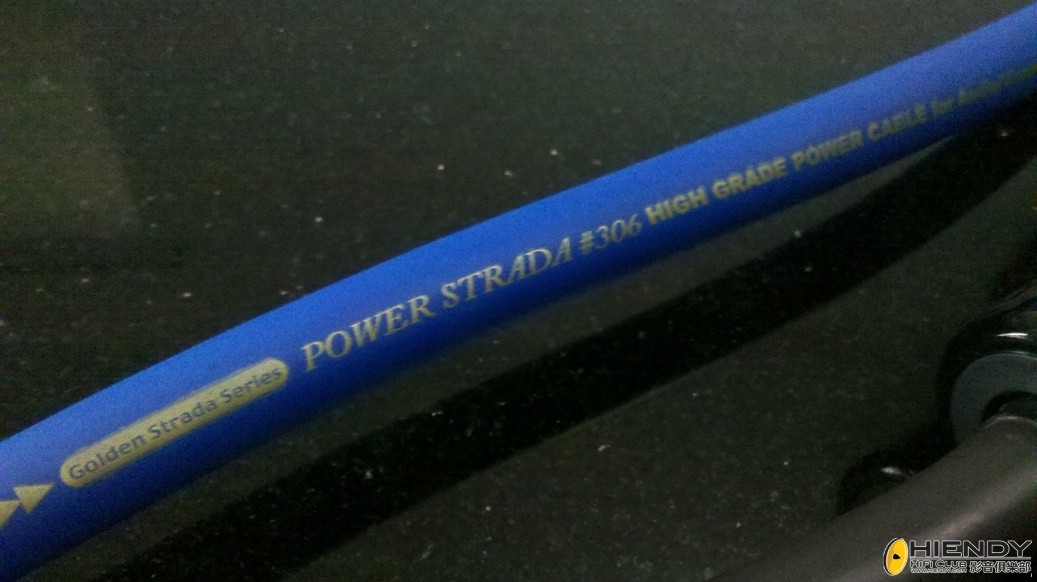 Golden Strada Series POWER STRADA #306 HIGH GRADE POWER CABLE for Audio
HIENDY
HIFI CLUB 影音俱樂部